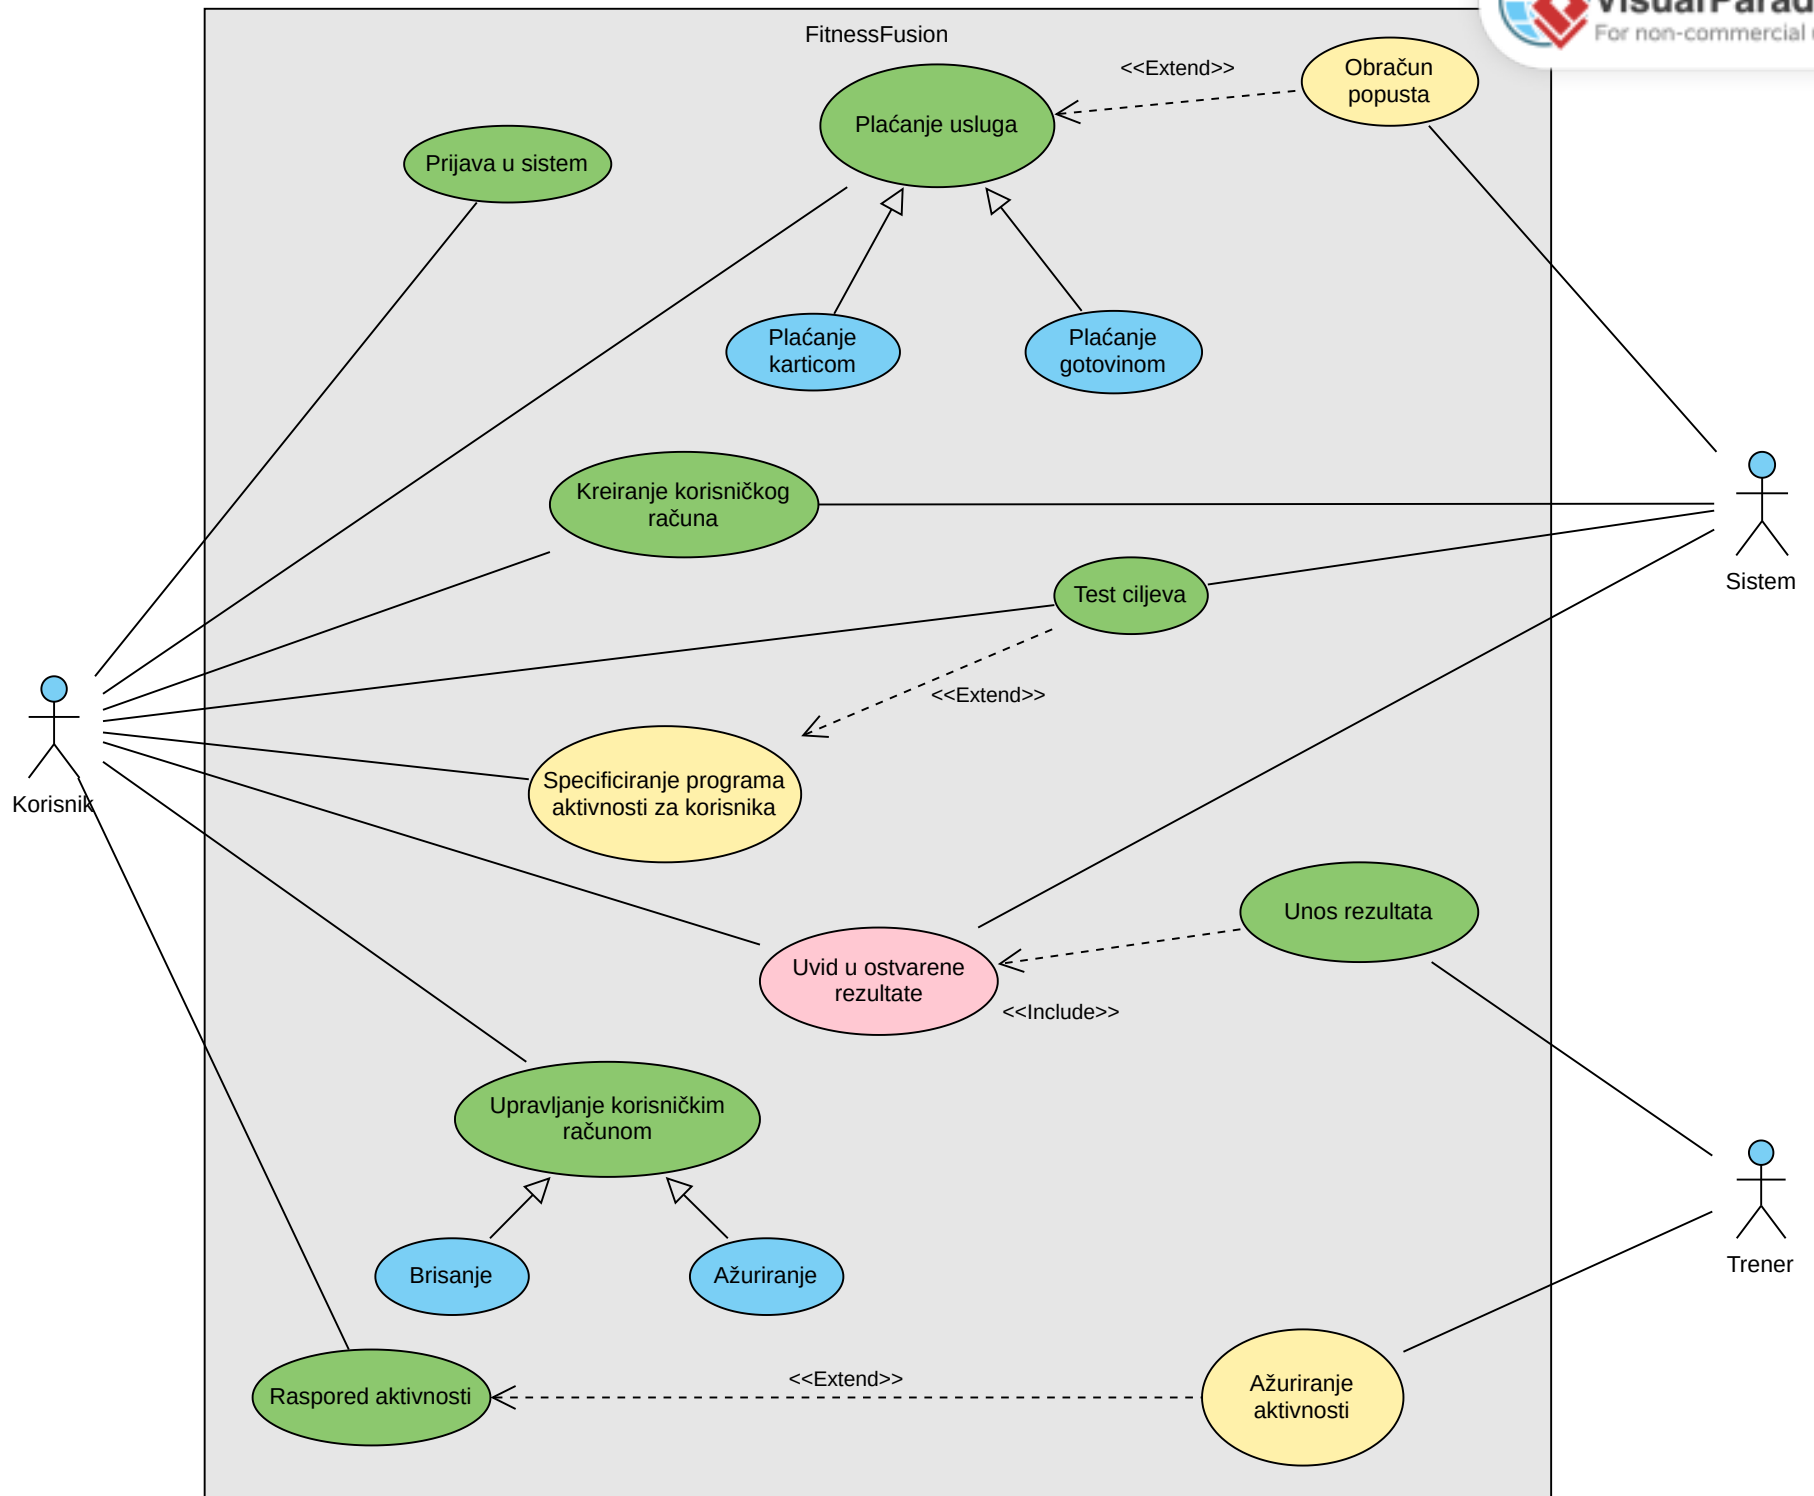 FitnessFusion
For non-commercial
<<Extend>>
Obračun
popusta
Plaćanje usluga
Prijava u sistem
Plaćanje
karticom
Plaćanje
gotovinom
Kreiranje korisničkog
računa
Test ciljeva
Sistem
<<Extend>>
Specificiranje programa
aktivnosti za korisnika
Korisnik
Unos rezultata
Uvid u ostvarene
rezultate
<<Include>>
Upravljanje korisničkim
računom
Brisanje
Ažuriranje
Trener
<<Extend>>
Raspored aktivnosti
Ažuriranje
aktivnosti